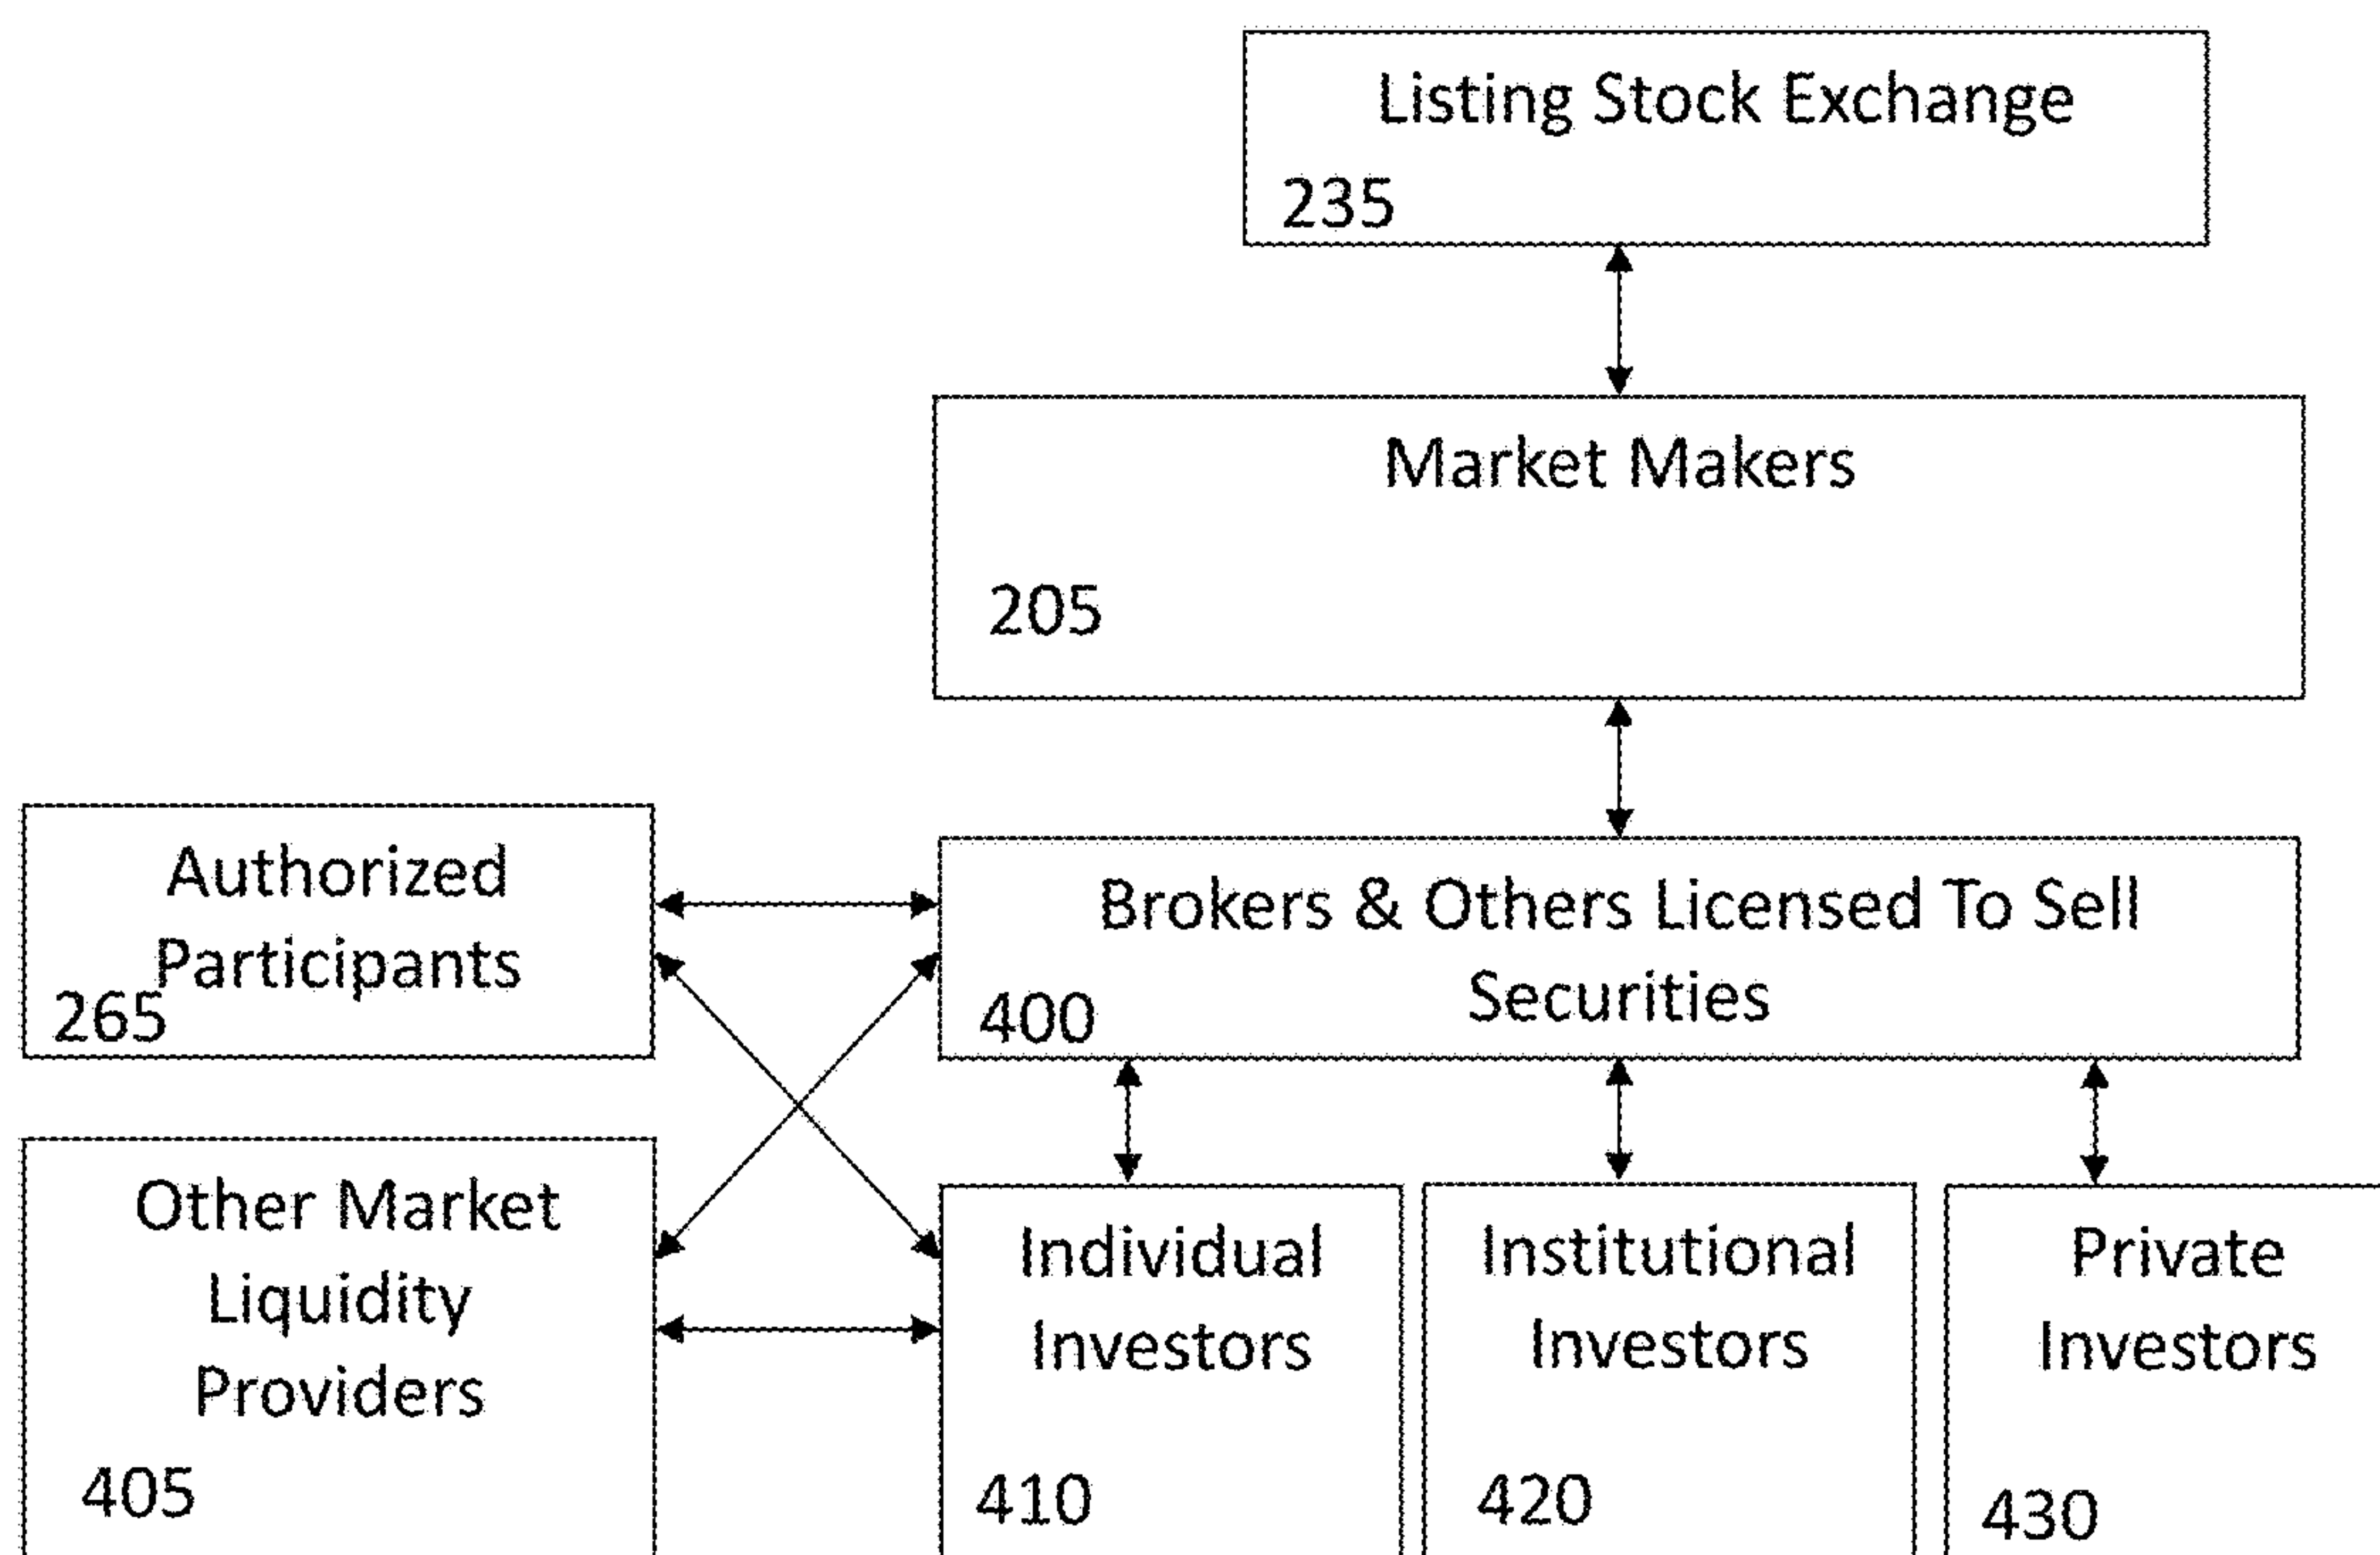 Listing Stock Exchange
235
Market Makers
205
Authorized
Participants
265
Brokers & Others Licensed To Sell
Securities
400
Other Market
Liquidity
Providers
405
Individual
Investors
410
Institutional
Investors
420
Private
Investors
430